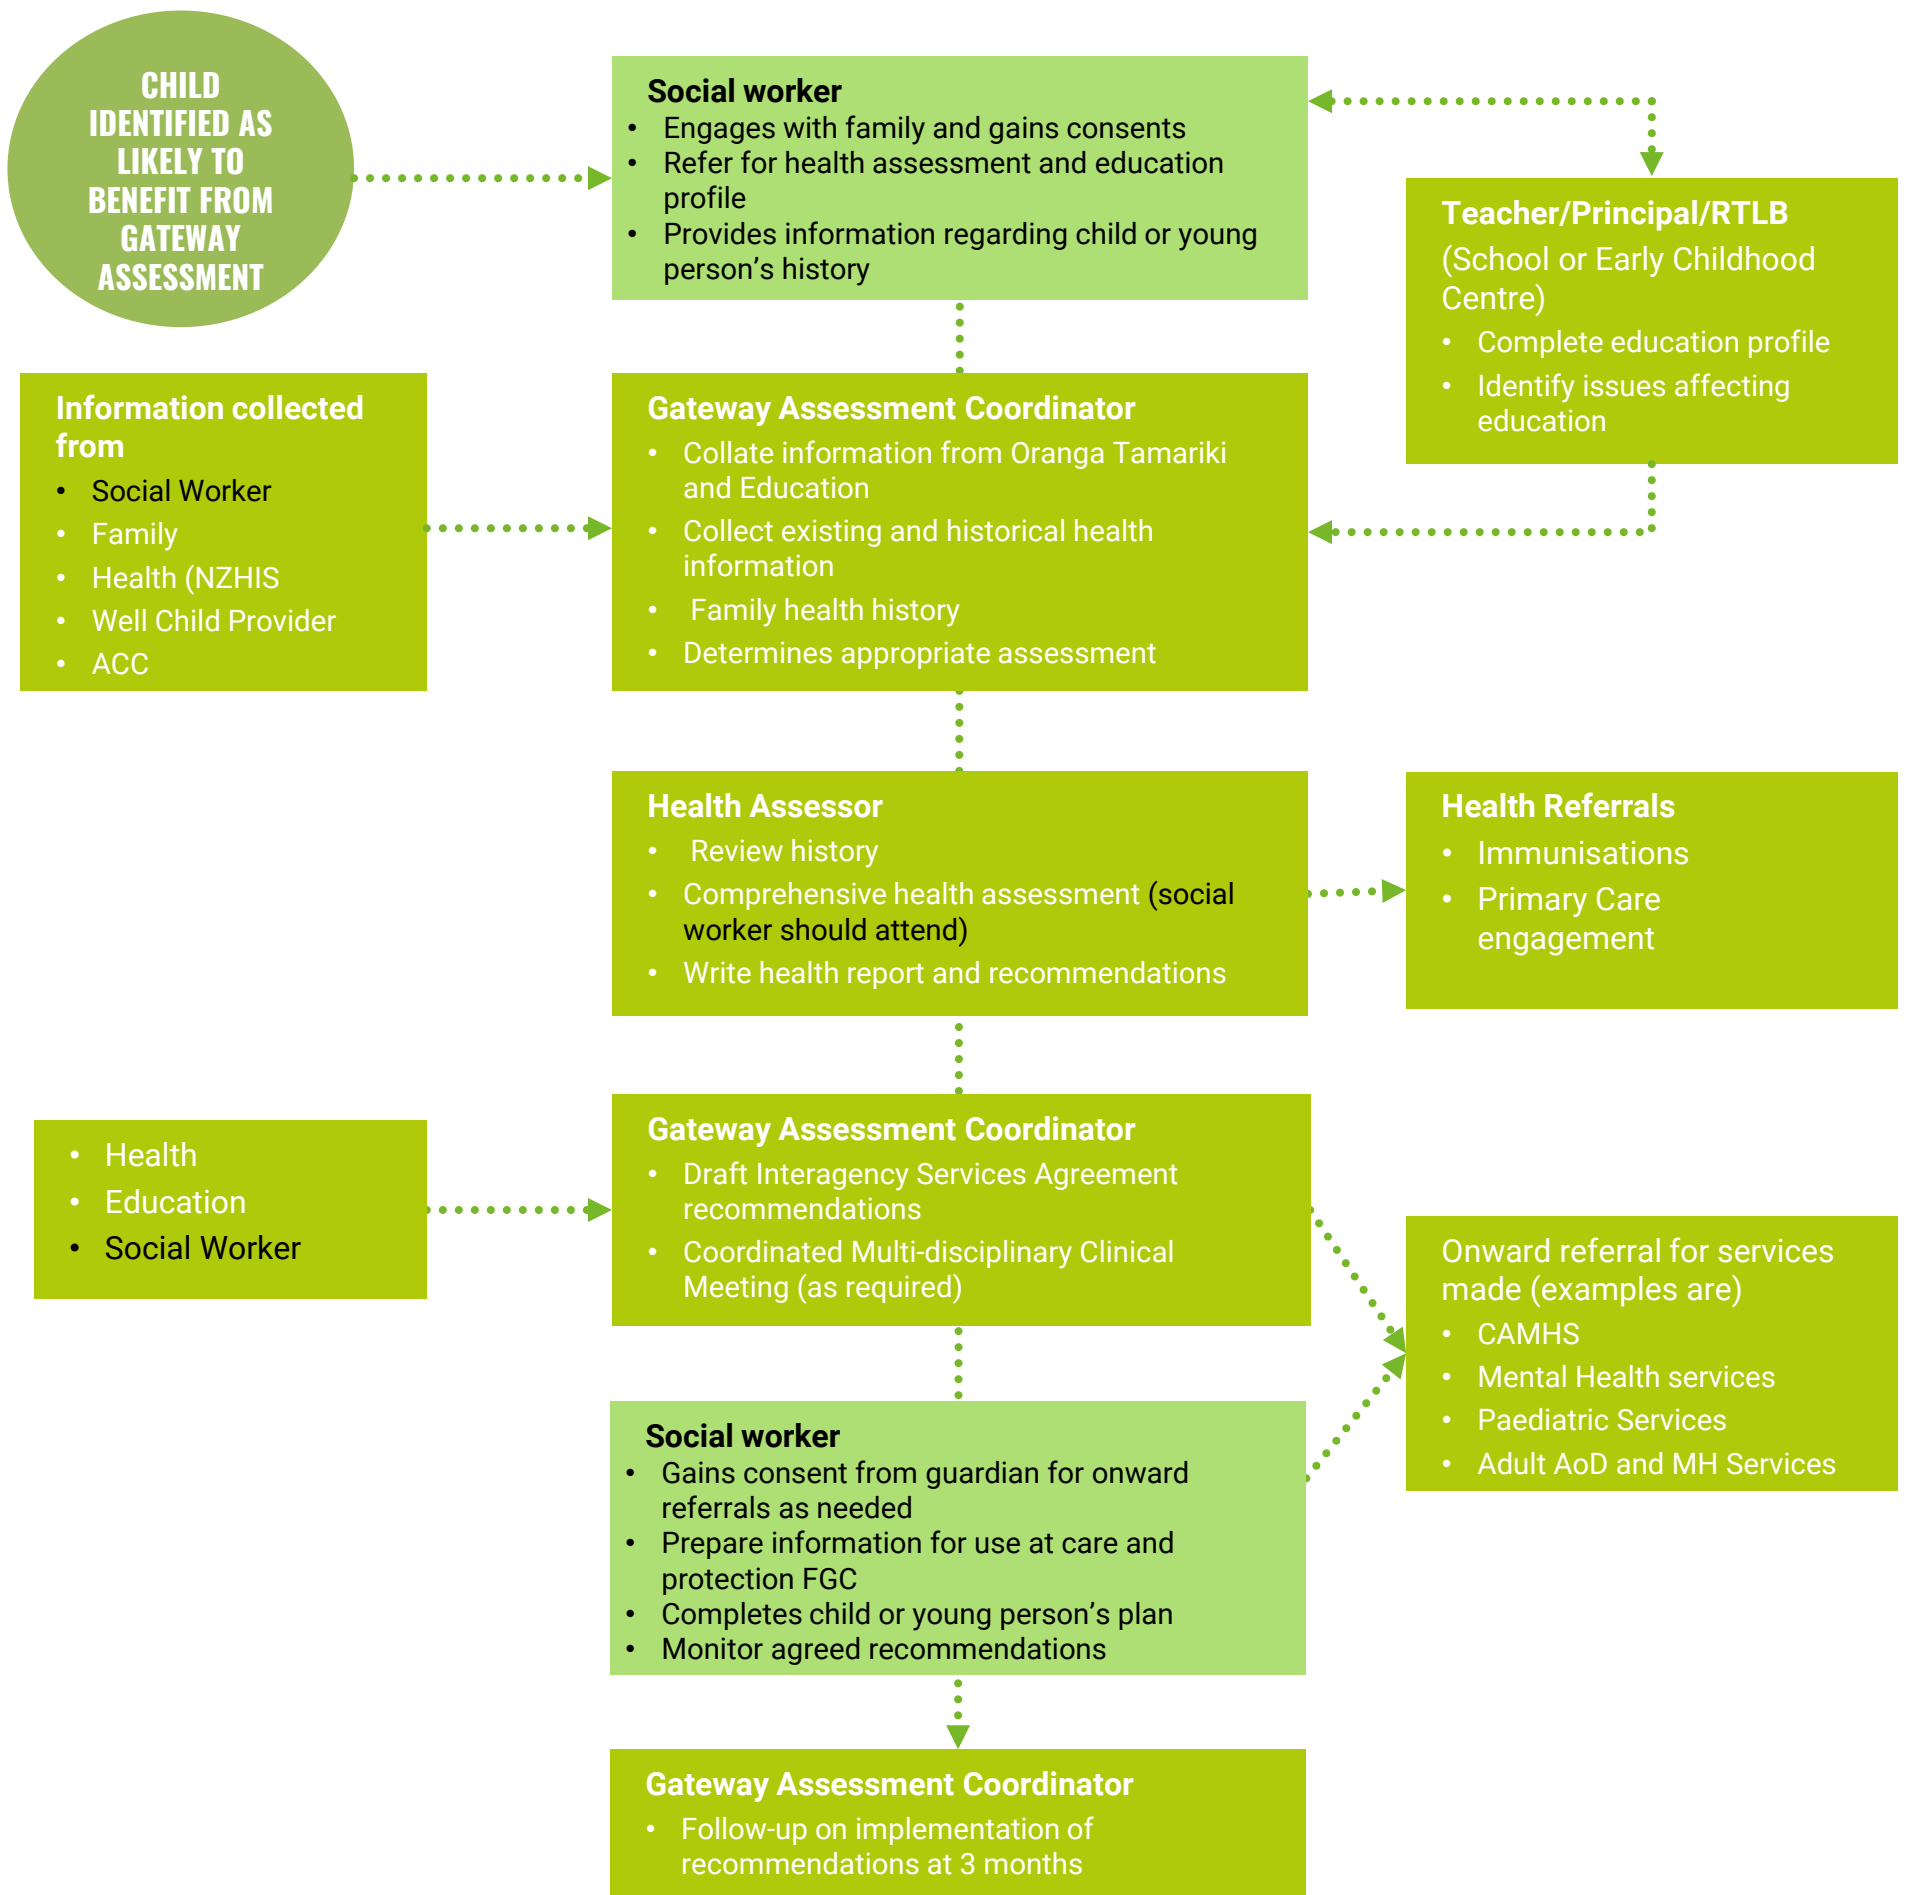 CHILD
IDENTIFIED AS
LIKELY TO
BENEFIT FROM
GATEWAY
ASSESSMENT
Social worker
• Engages with family and gains consents
• Refer for health assessment and education
profile
• Provides information regarding child or young
person’s history
Teacher/Principal/RTLB
(School or Early Childhood
Centre)
• Complete education profile
• Identify issues affecting
education
Information collected
from
• Social Worker
• Family
• Health (NZHIS
• Well Child Provider
• ACC
Gateway Assessment Coordinator
• Collate information from Oranga Tamariki
and Education
• Collect existing and historical health
information
• Family health history
• Determines appropriate assessment
Health Assessor
• Review history
• Comprehensive health assessment (social
worker should attend)
• Write health report and recommendations
Health Referrals
• Immunisations
• Primary Care
engagement
• Health
• Education
• Social Worker
Gateway Assessment Coordinator
• Draft Interagency Services Agreement
recommendations
• Coordinated Multi-disciplinary Clinical
Meeting (as required)
Onward referral for services
made (examples are)
• CAMHS
• Mental Health services
• Paediatric Services
• Adult AoD and MH Services
Social worker
• Gains consent from guardian for onward
referrals as needed
• Prepare information for use at care and
protection FGC
• Completes child or young person’s plan
• Monitor agreed recommendations
Gateway Assessment Coordinator
• Follow-up on implementation of
recommendations at 3 months